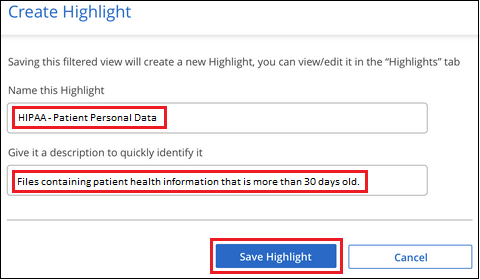 Create Highlight
Saving this filtered view will create a new Highlight, you can view/edit it in the “Highlights” tab
Name this Highlight
HIPAA - Patient Personal Data
Give it a description to quickly identify it
Files containing patient health information that is more than 30 days old.
Save Highlight
Cancel